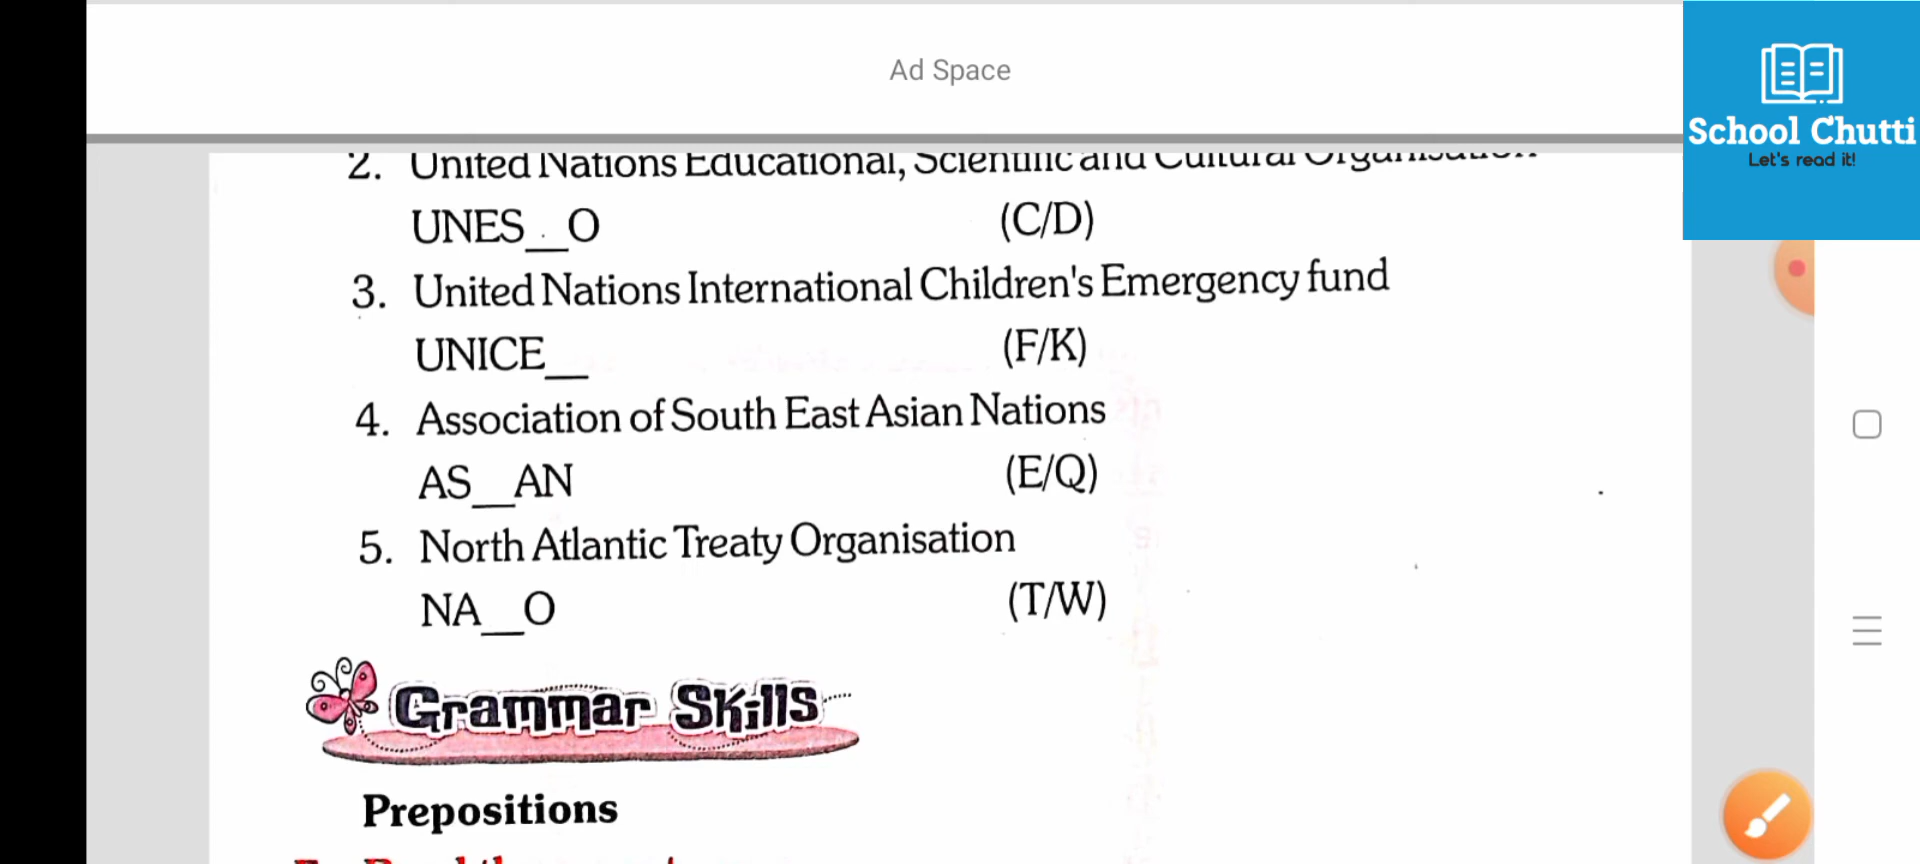 Ad Space
School Chutti
Let's read it!
2. United Nations Educational, Scientific and Cultural Organisation
UNES__O (C/D)
3. United Nations International Children's Emergency fund
UNICE__ (F/K)
4. Association of South East Asian Nations
AS__AN (E/Q)
5. North Atlantic Treaty Organisation
NA__O (T/W)
Grammar Skills
Prepositions